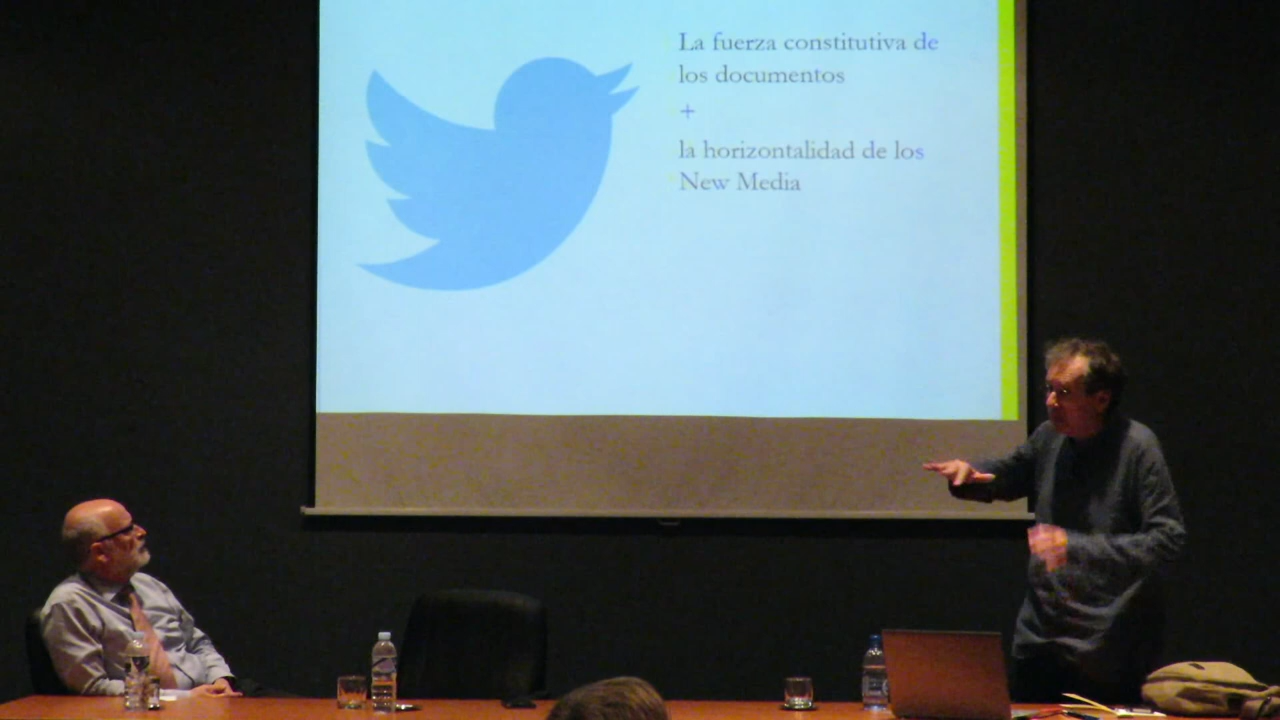 La fuerza constitutiva de
los documentos
+
la horizontalidad de los
New Media